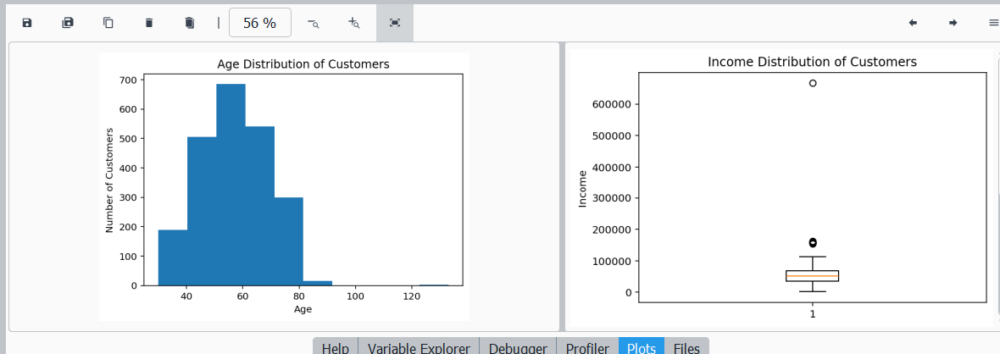 56 %
Age Distribution of Customers
700
600
500
400
300
200
100
0
Number of Customers
40 60 80 100 120
Age
Income Distribution of Customers
600000
500000
400000
300000
200000
100000
0
Income
1
Help Variable Explorer Debugger Profiler Plots Files